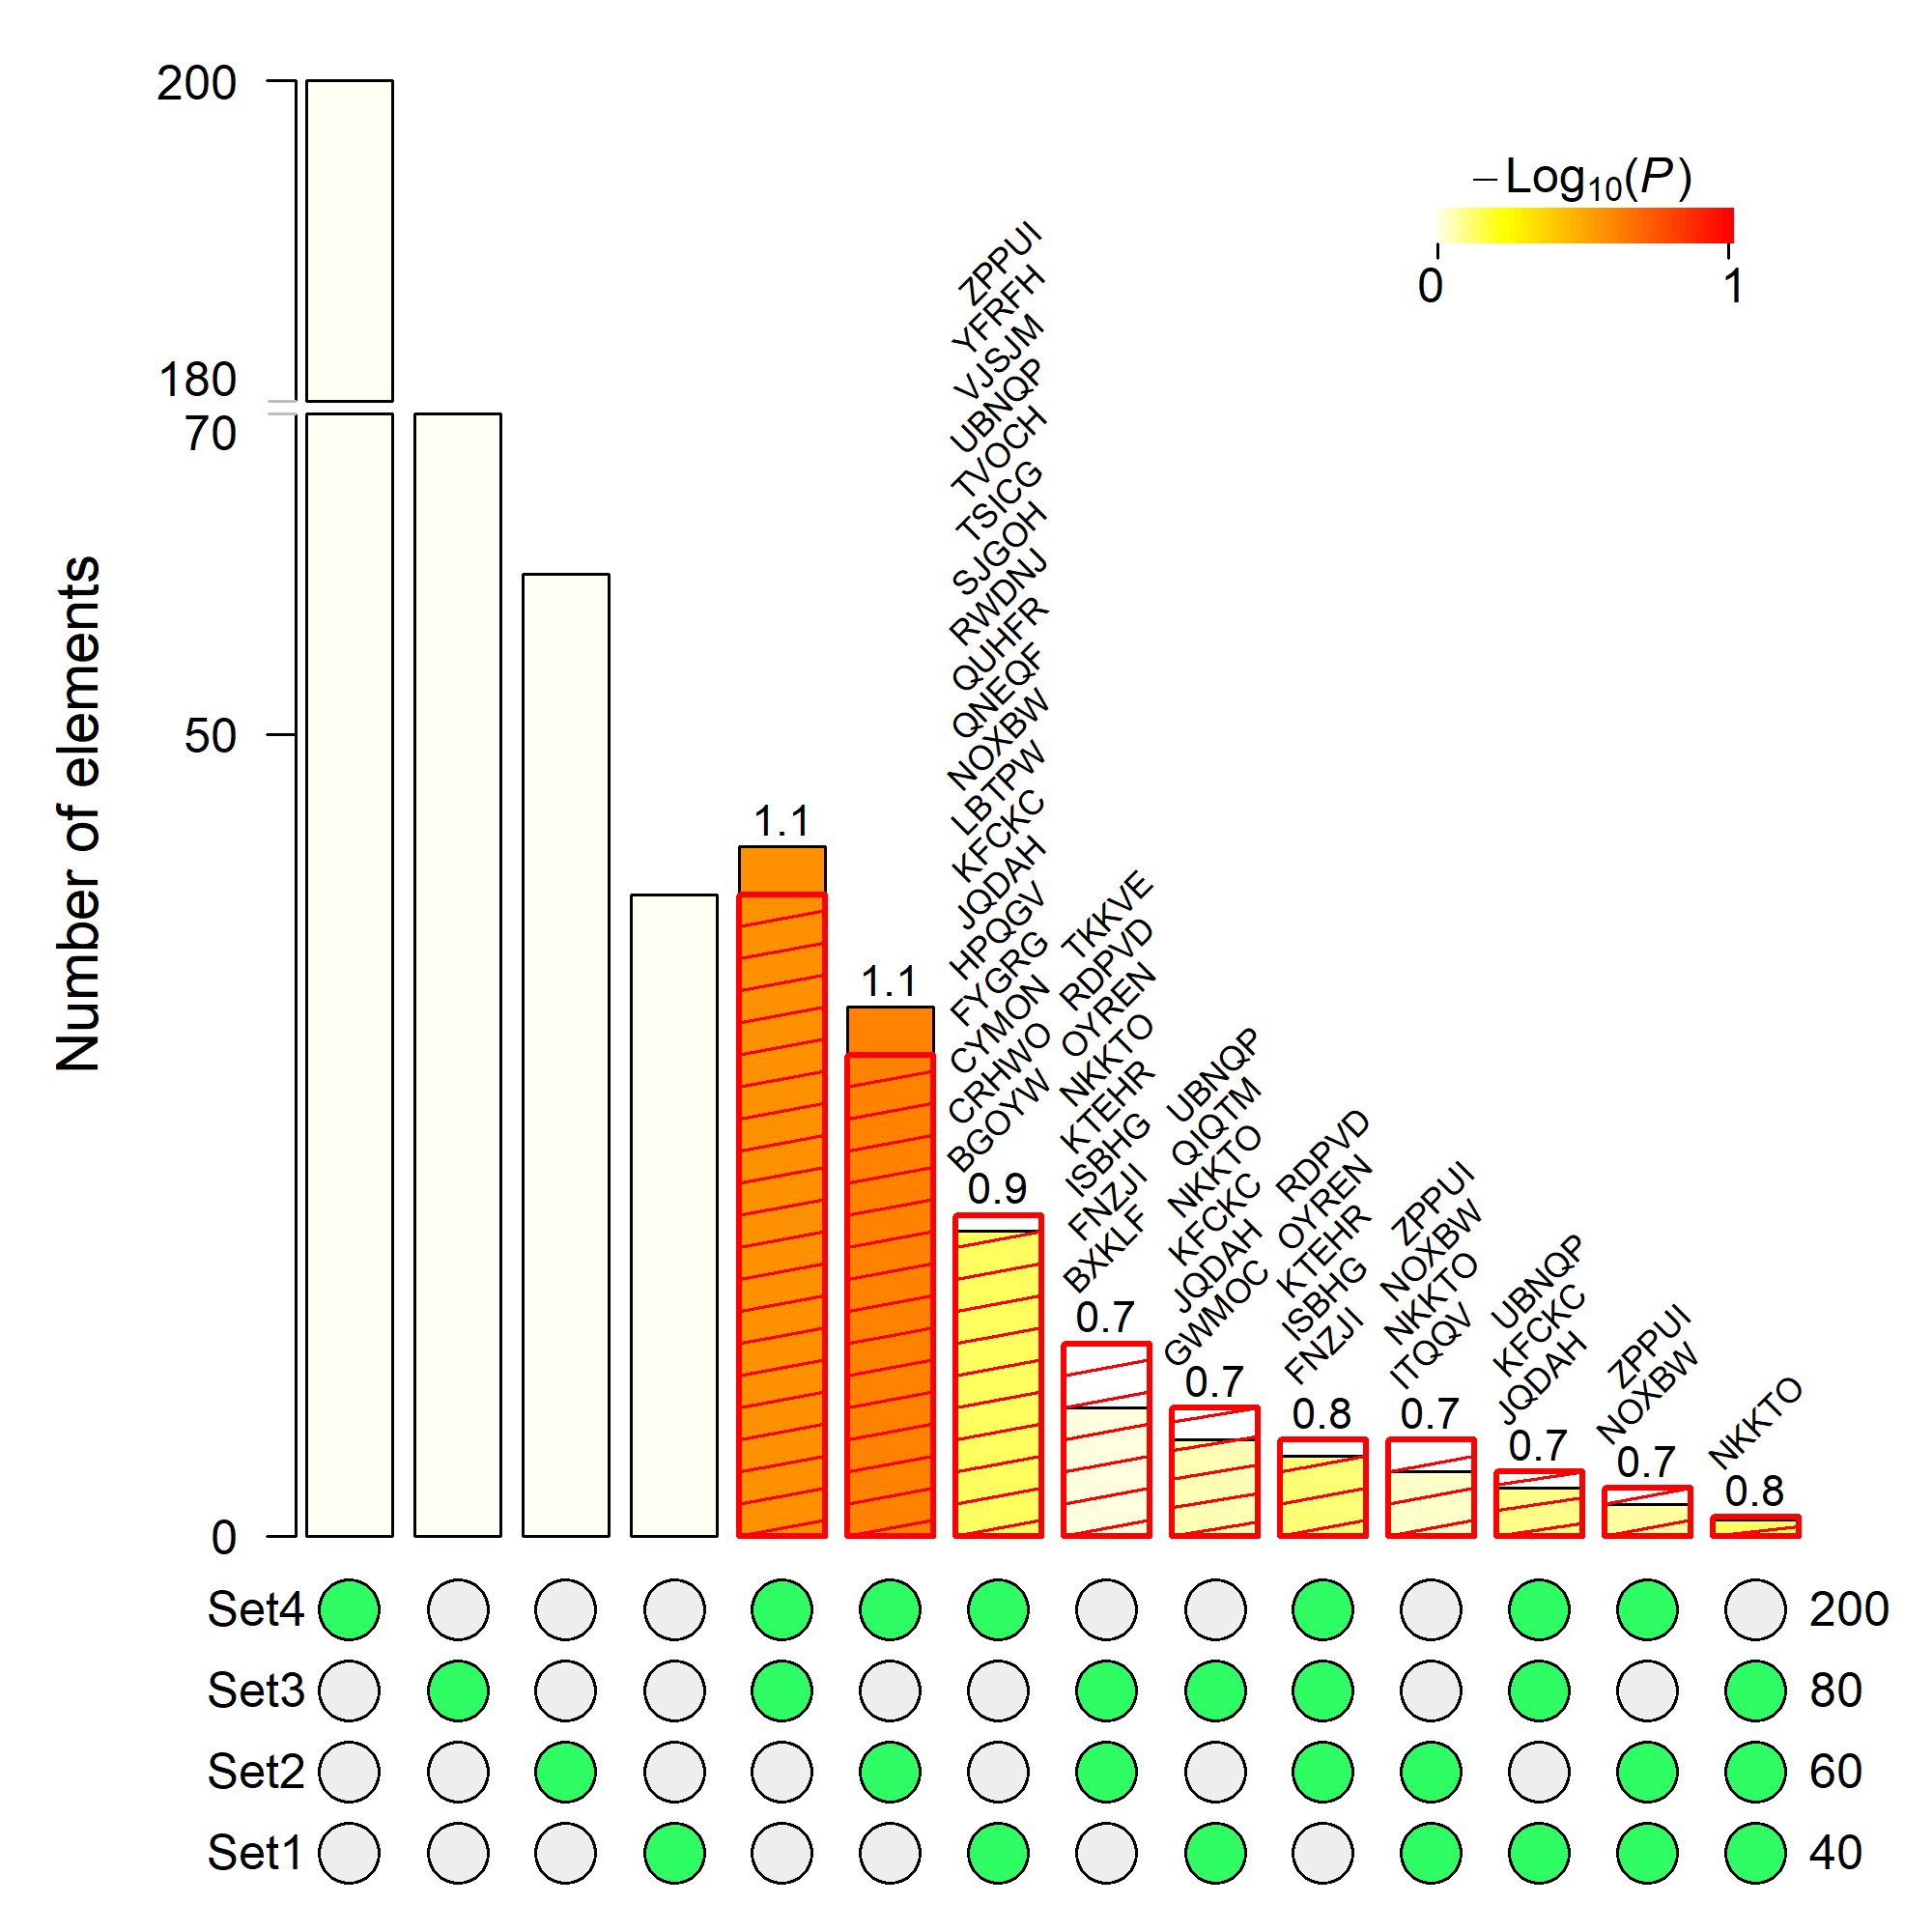 200
180
70
50
0
Number of elements
−Log10(P)
0 1
1.1
1.1
ZPPUI
YFRFH
VJSJM
UBNQP
TVOCH
TSICG
SJGOH
RWDNJ
QUHFR
QNEQF
NOXBW
LBTPW
KFCKC
JQDAH
HPQGV
FYGRG
CYMON
CRHWO
BGOYW
0.9
TKKVE
RDPVD
OYREN
NKKTO
KTEHR
ISBHG
FNZJI
BXKLF
0.7
UBNQP
QIQTM
NKKTO
KFCKC
JQDAH
GWMOC
0.7
RDPVD
OYREN
KTEHR
ISBHG
FNZJI
0.8
ZPPUI
NOXBW
NKKTO
ITQQV
0.7
UBNQP
KFCKC
JQDAH
0.7
ZPPUI
NOXBW
0.7
NKKTO
0.8
Set4 200
Set3 80
Set2 60
Set1 40